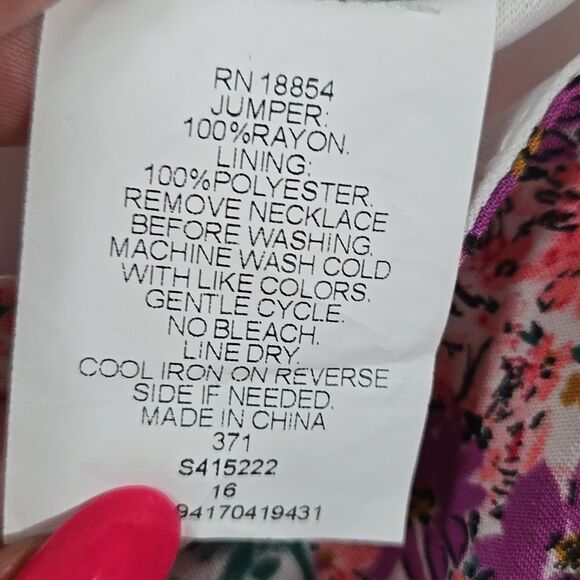 RN 18854
JUMPER:
100%RAYON.
LINING:
100%POLYESTER.
REMOVE NECKLACE
BEFORE WASHING.
MACHINE WASH COLD
WITH LIKE COLORS.
GENTLE CYCLE.
NO BLEACH.
LINE DRY.
COOL IRON ON REVERSE
SIDE IF NEEDED.
MADE IN CHINA
371
S415222
16
94170419431